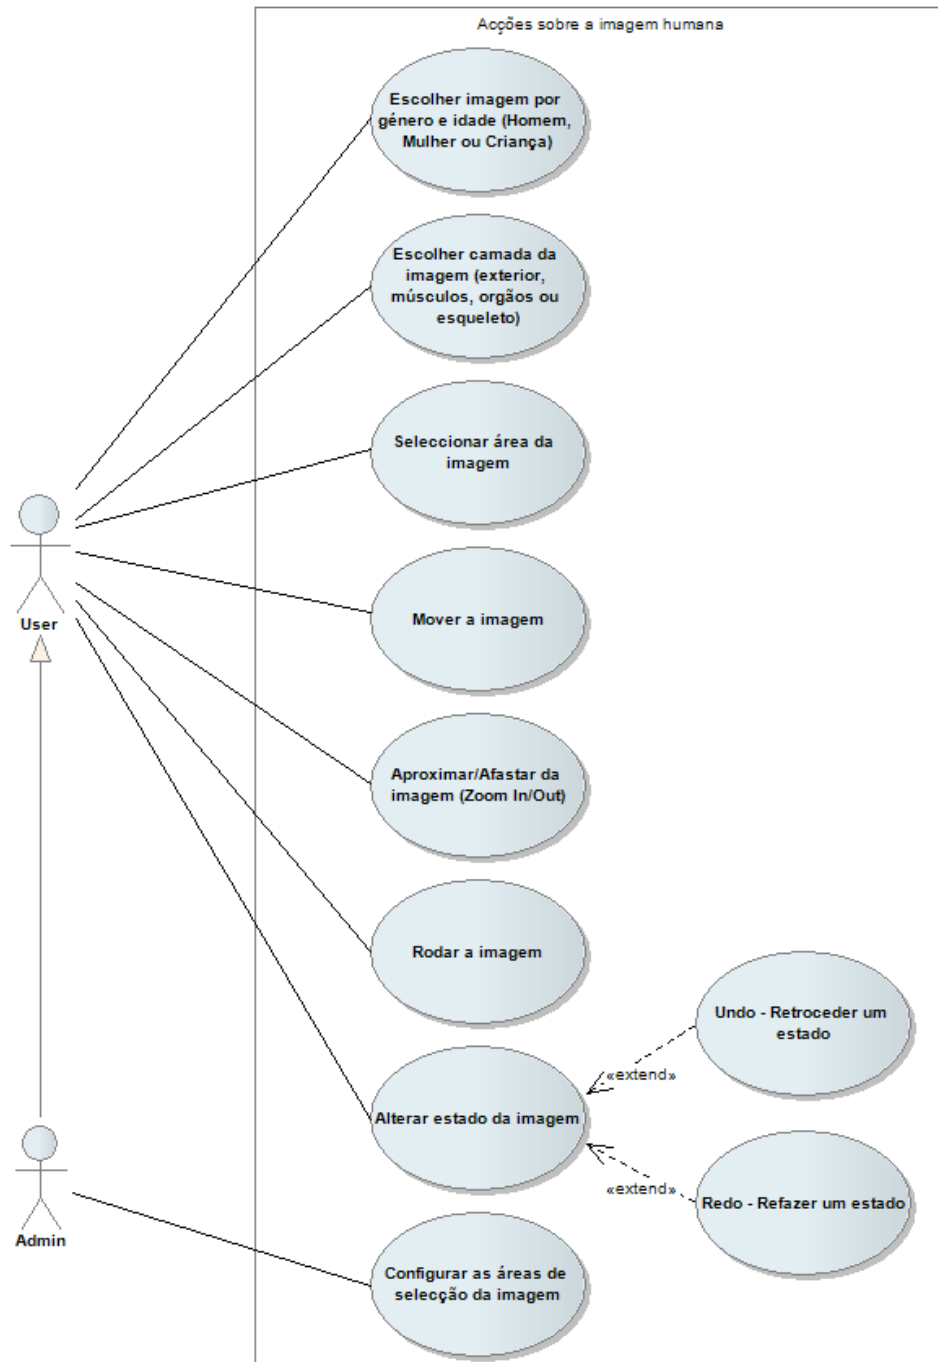 Acções sobre a imagem humana
Escolher imagem por
género e idade (Homem,
Mulher ou Criança)
Escolher camada da
imagem (exterior,
músculos, orgãos ou
esqueleto)
Seleccionar área da
imagem
Mover a imagem
User
Aproximar/Afastar da
imagem (Zoom In/Out)
Rodar a imagem
Undo - Retroceder um
estado
«extend»
Alterar estado da imagem
«extend»
Redo - Refazer um estado
Admin
Configurar as áreas de
selecção da imagem